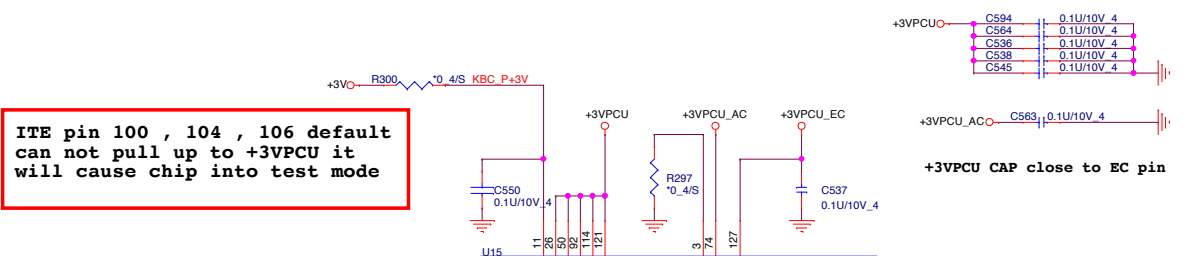 +3VPCU
C594 0.1U/10V_4
C564 0.1U/10V_4
C536 0.1U/10V_4
C538 0.1U/10V_4
C545 0.1U/10V_4
+3V
R300 *0_4/S KBC_P+3V
ITE pin 100 , 104 , 106 default
can not pull up to +3VPCU it
will cause chip into test mode
+3VPCU
+3VPCU_AC
+3VPCU_EC
+3VPCU_AC C563 0.1U/10V_4
+3VPCU CAP close to EC pin
C550
0.1U/10V_4
R297
*0_4/S
C537
0.1U/10V_4
11
26
50
92
114
121
3
74
127
U15